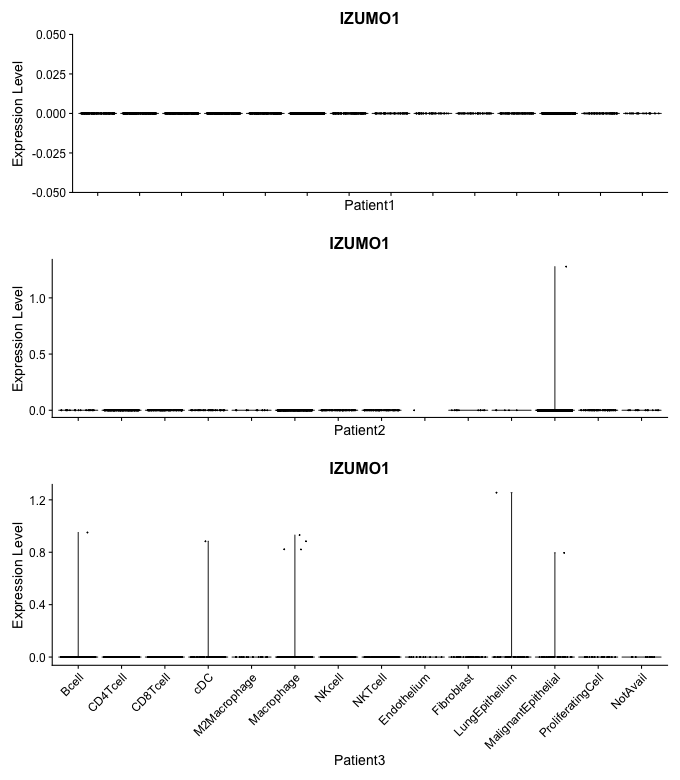 IZUMO1
Expression Level
0.050
0.025
0.000
-0.025
-0.050
Patient1
IZUMO1
Expression Level
1.0
0.5
0.0
Patient2
IZUMO1
Expression Level
1.2
0.8
0.4
0.0
Bcell
CD4Tcell
CD8Tcell
cDC
M2Macrophage
Macrophage
NKcell
NKTcell
Endothelium
Fibroblast
LungEpithelium
MalignantEpithelial
ProliferatingCell
NotAvail
Patient3